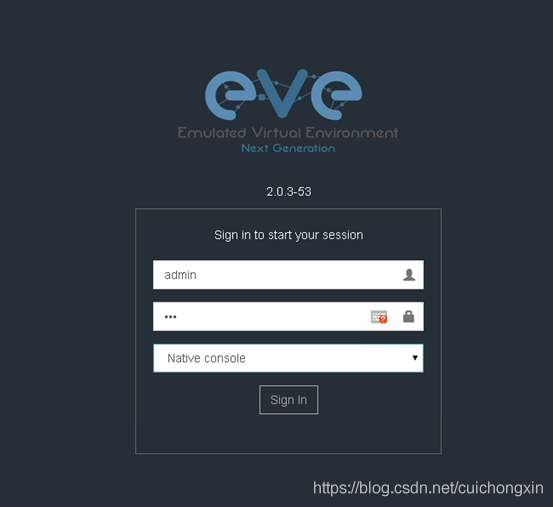 eve
Emulated Virtual Environment
Next Generation
2.0.3-53
Sign in to start your session
admin
•••
Native console
Sign In
https://blog.csdn.net/cuichongxin